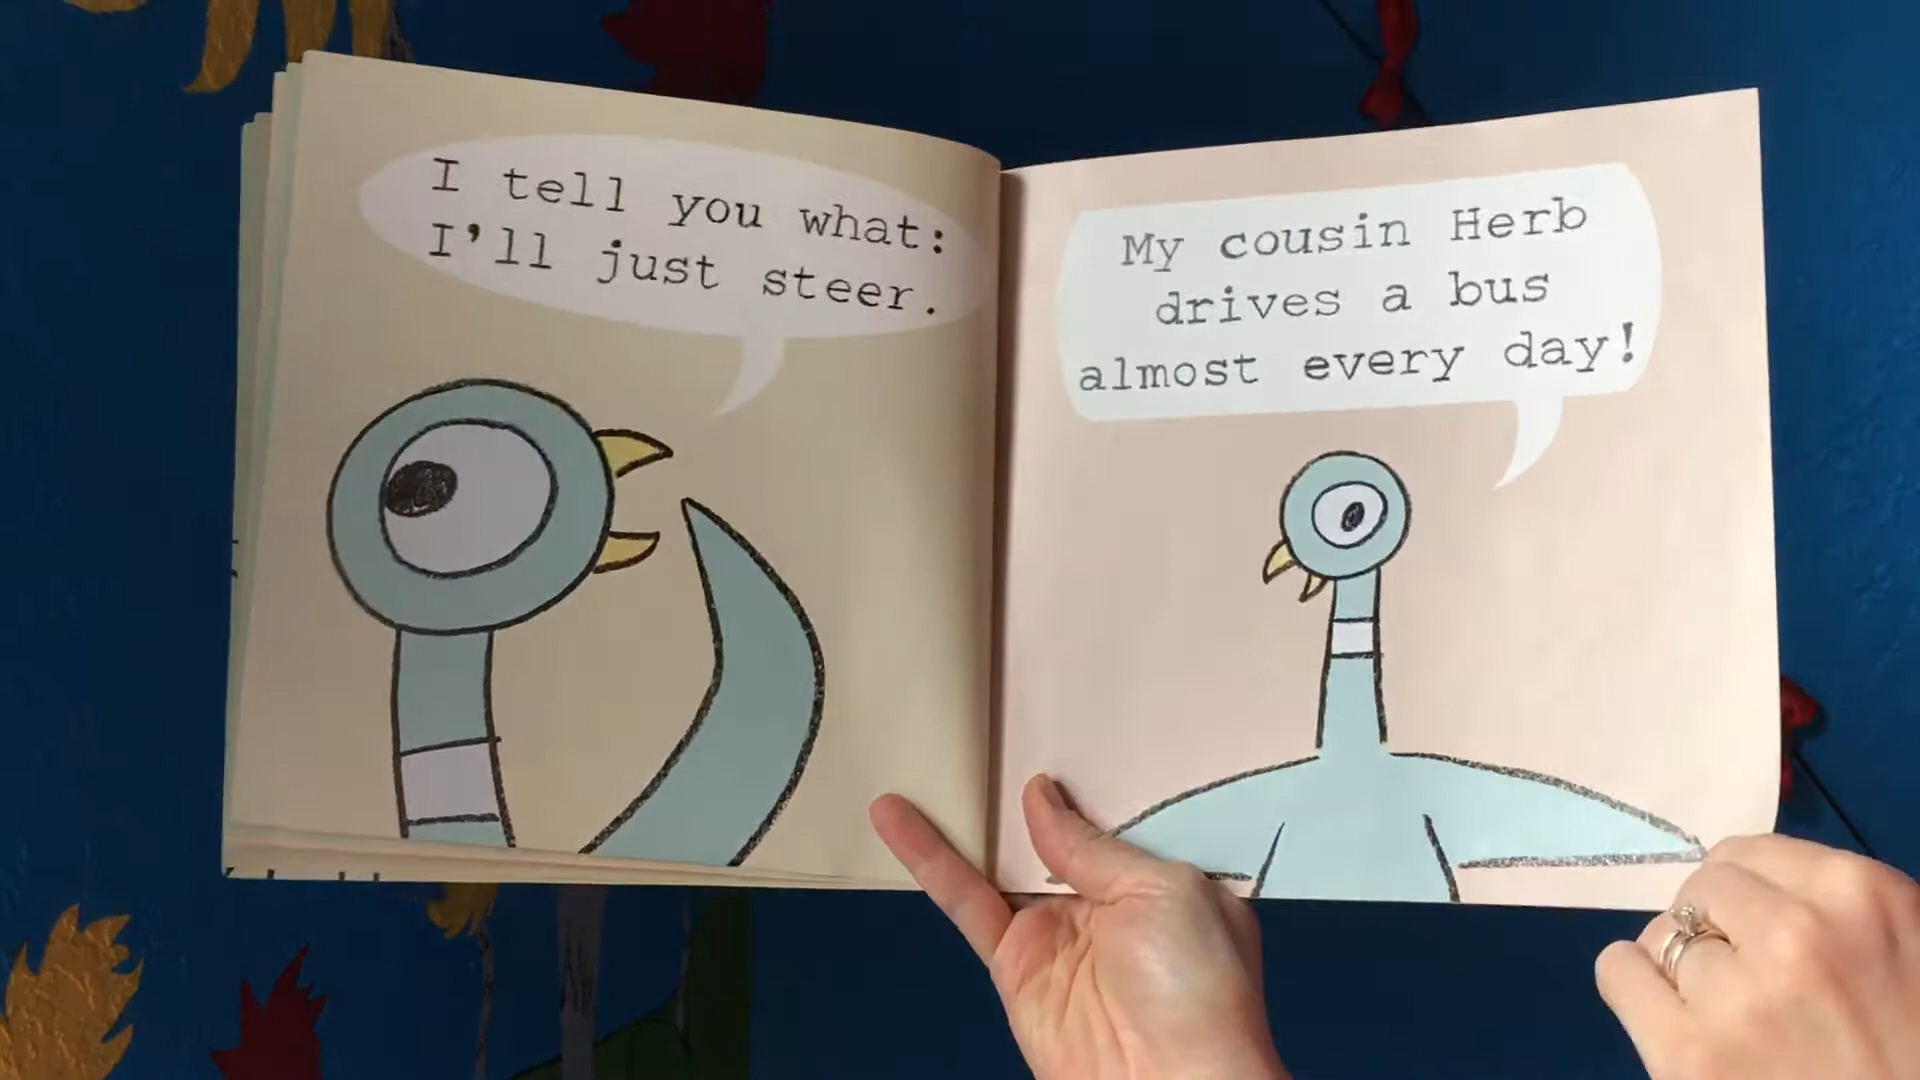 I tell you what:
I'll just steer.
My cousin Herb
drives a bus
almost every day!